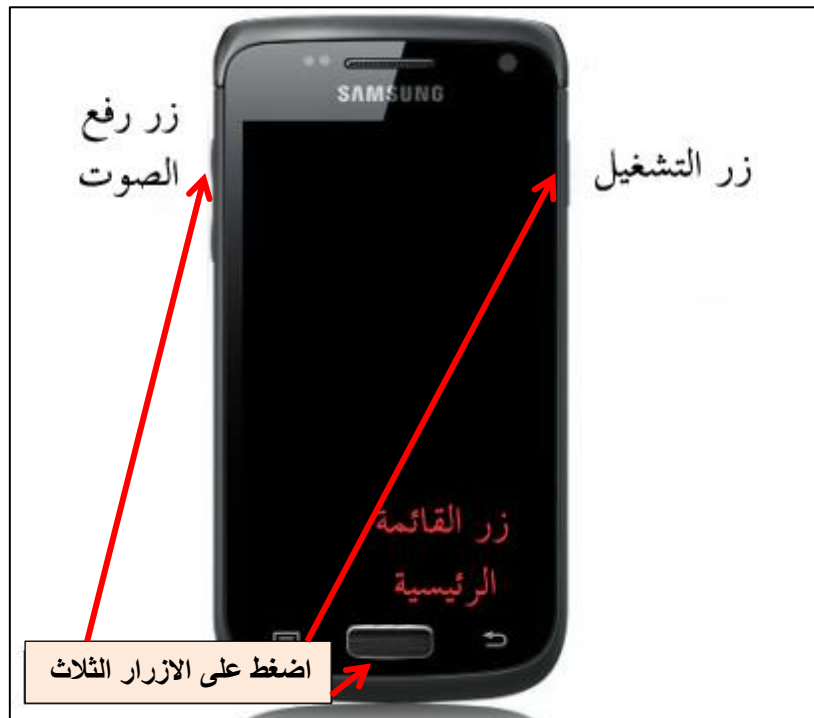 SAMSUNG
زر رفع
الصوت
زر التشغيل
زر القائمة
الرئيسية
اضغط على الازرار الثلاث